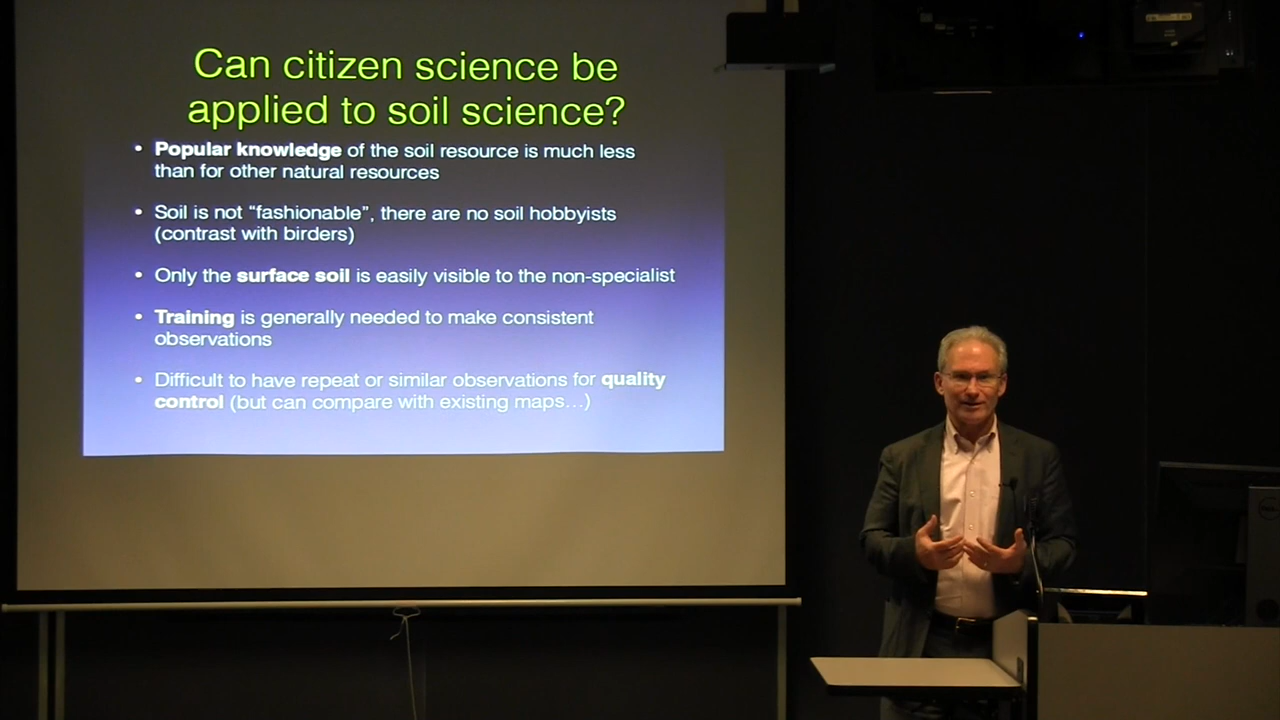 Can citizen science be
applied to soil science?
• Popular knowledge of the soil resource is much less
than for other natural resources
• Soil is not “fashionable”, there are no soil hobbyists
(contrast with birders)
• Only the surface soil is easily visible to the non-specialist
• Training is generally needed to make consistent
observations
• Difficult to have repeat or similar observations for quality
control (but can compare with existing maps…)